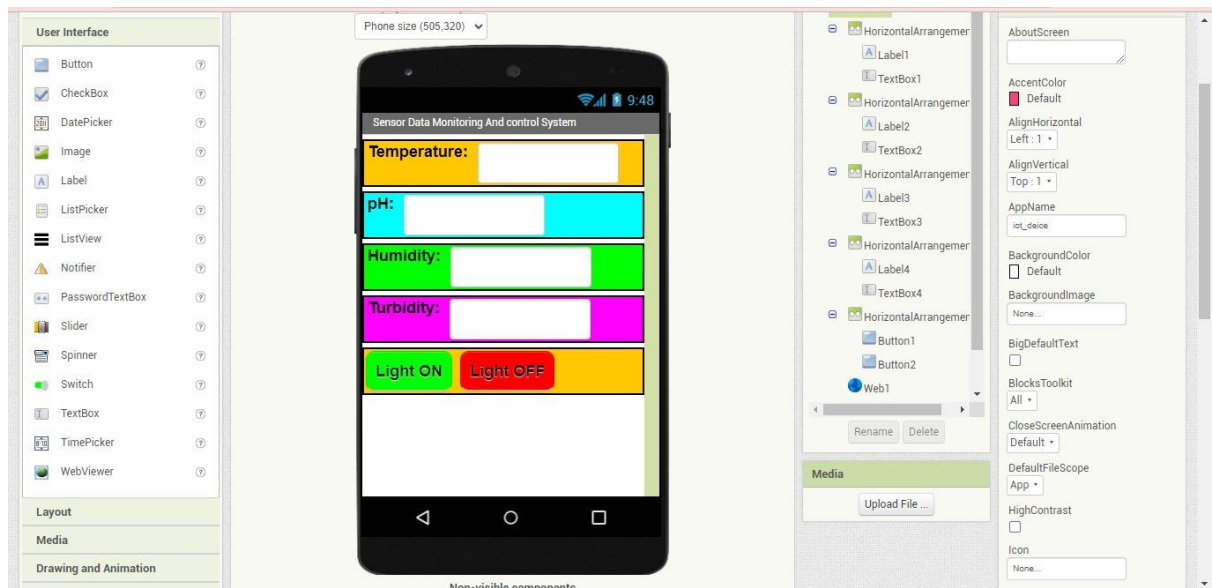 User Interface
Button
CheckBox
DatePicker
Image
Label
ListPicker
ListView
Notifier
PasswordTextBox
Slider
Spinner
Switch
TextBox
TimePicker
WebViewer
Layout
Media
Drawing and Animation
Phone size (505,320)
9:48
Sensor Data Monitoring And control System
Temperature:
pH:
Humidity:
Turbidity:
Light ON Light OFF
Non-visible components
HorizontalArrangemer
Label1
TextBox1
HorizontalArrangemer
Label2
TextBox2
HorizontalArrangemer
Label3
TextBox3
HorizontalArrangemer
Label4
TextBox4
HorizontalArrangemer
Button1
Button2
Web1
Rename Delete
Media
Upload File ...
AboutScreen
AccentColor
Default
AlignHorizontal
Left : 1
AlignVertical
Top : 1
AppName
iot_deice
BackgroundColor
Default
BackgroundImage
None...
BigDefaultText
BlocksToolkit
All
CloseScreenAnimation
Default
DefaultFileScope
App
HighContrast
Icon
None...